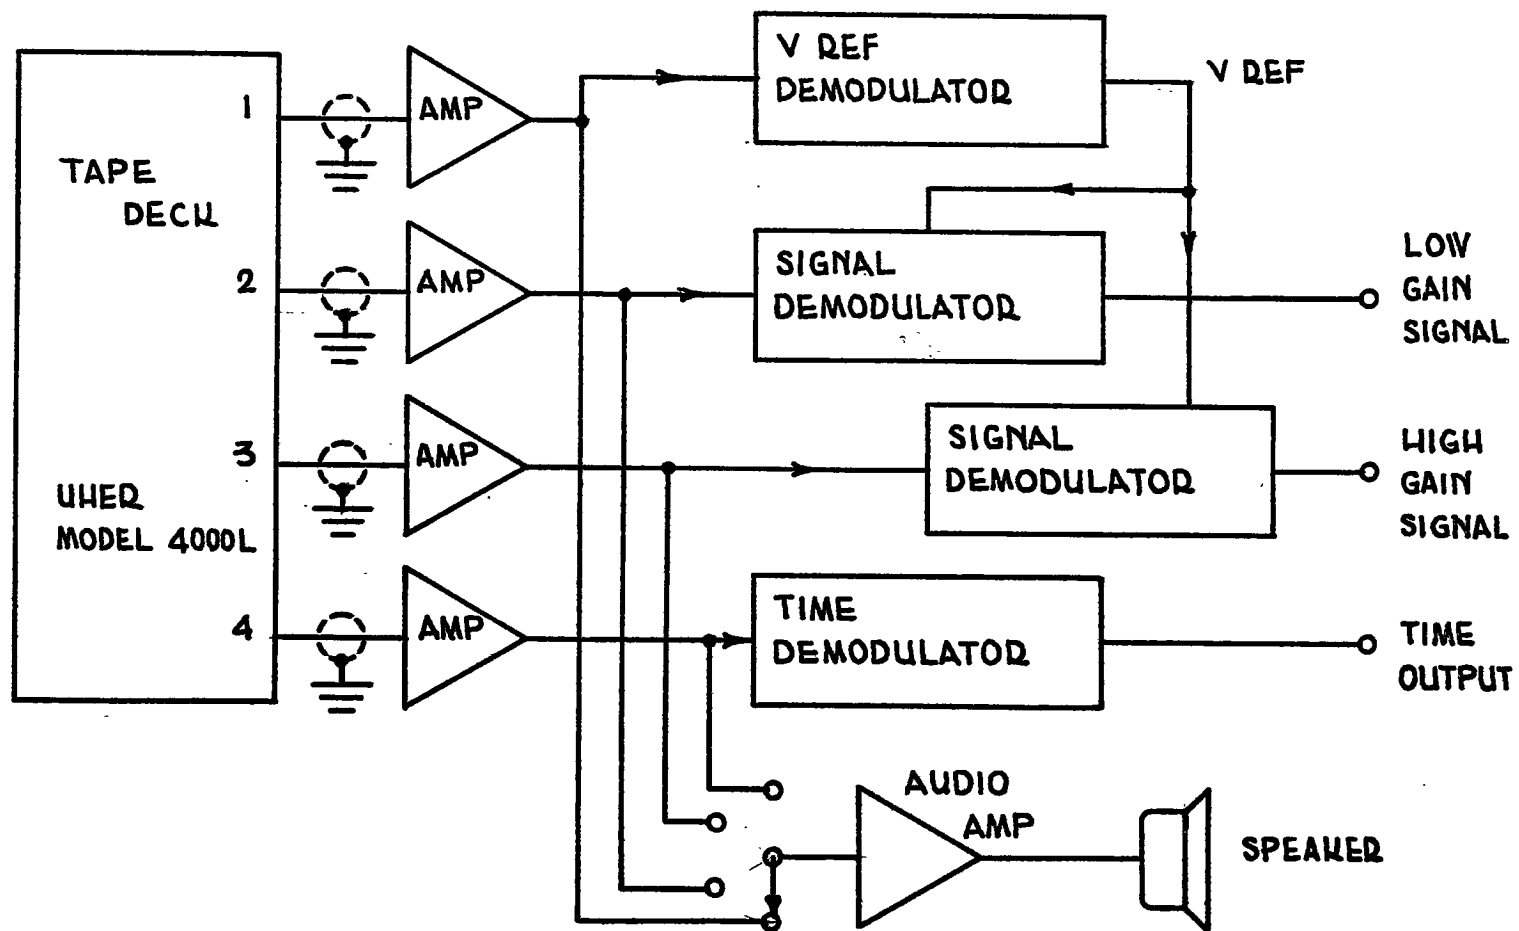 TAPE
DECK
UHER
MODEL 4000L
1
2
3
4
AMP
AMP
AMP
AMP
V REF
DEMODULATOR
V REF
SIGNAL
DEMODULATOR
LOW
GAIN
SIGNAL
SIGNAL
DEMODULATOR
HIGH
GAIN
SIGNAL
TIME
DEMODULATOR
TIME
OUTPUT
AUDIO
AMP
SPEAKER